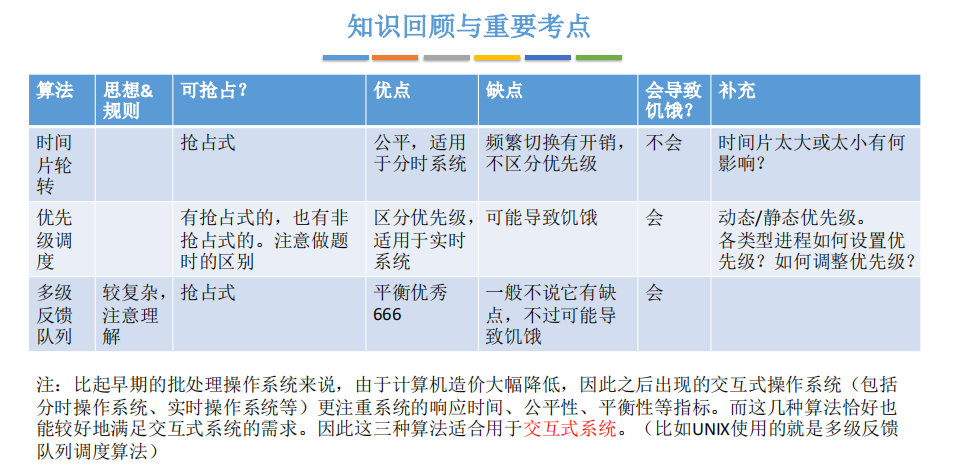 知识回顾与重要考点
算法
思想&
规则
可抢占？
优点
缺点
会导致
饥饿？
补充
时间
片轮
转
抢占式
公平，适用
于分时系统
频繁切换有开销，
不区分优先级
不会
时间片太大或太小有何
影响？
优先
级调
度
有抢占式的，也有非
抢占式的。注意做题
时的区别
区分优先级，
适用于实时
系统
可能导致饥饿
会
动态/静态优先级。
各类型进程如何设置优
先级？如何调整优先级？
多级
反馈
队列
较复杂，
注意理
解
抢占式
平衡优秀
666
一般不说它有缺
点，不过可能导
致饥饿
会
注：比起早期的批处理操作系统来说，由于计算机造价大幅降低，因此之后出现的交互式操作系统（包括
分时操作系统、实时操作系统等）更注重系统的响应时间、公平性、平衡性等指标。而这几种算法恰好也
能较好地满足交互式系统的需求。因此这三种算法适合用于交互式系统。（比如UNIX使用的就是多级反馈
队列调度算法）